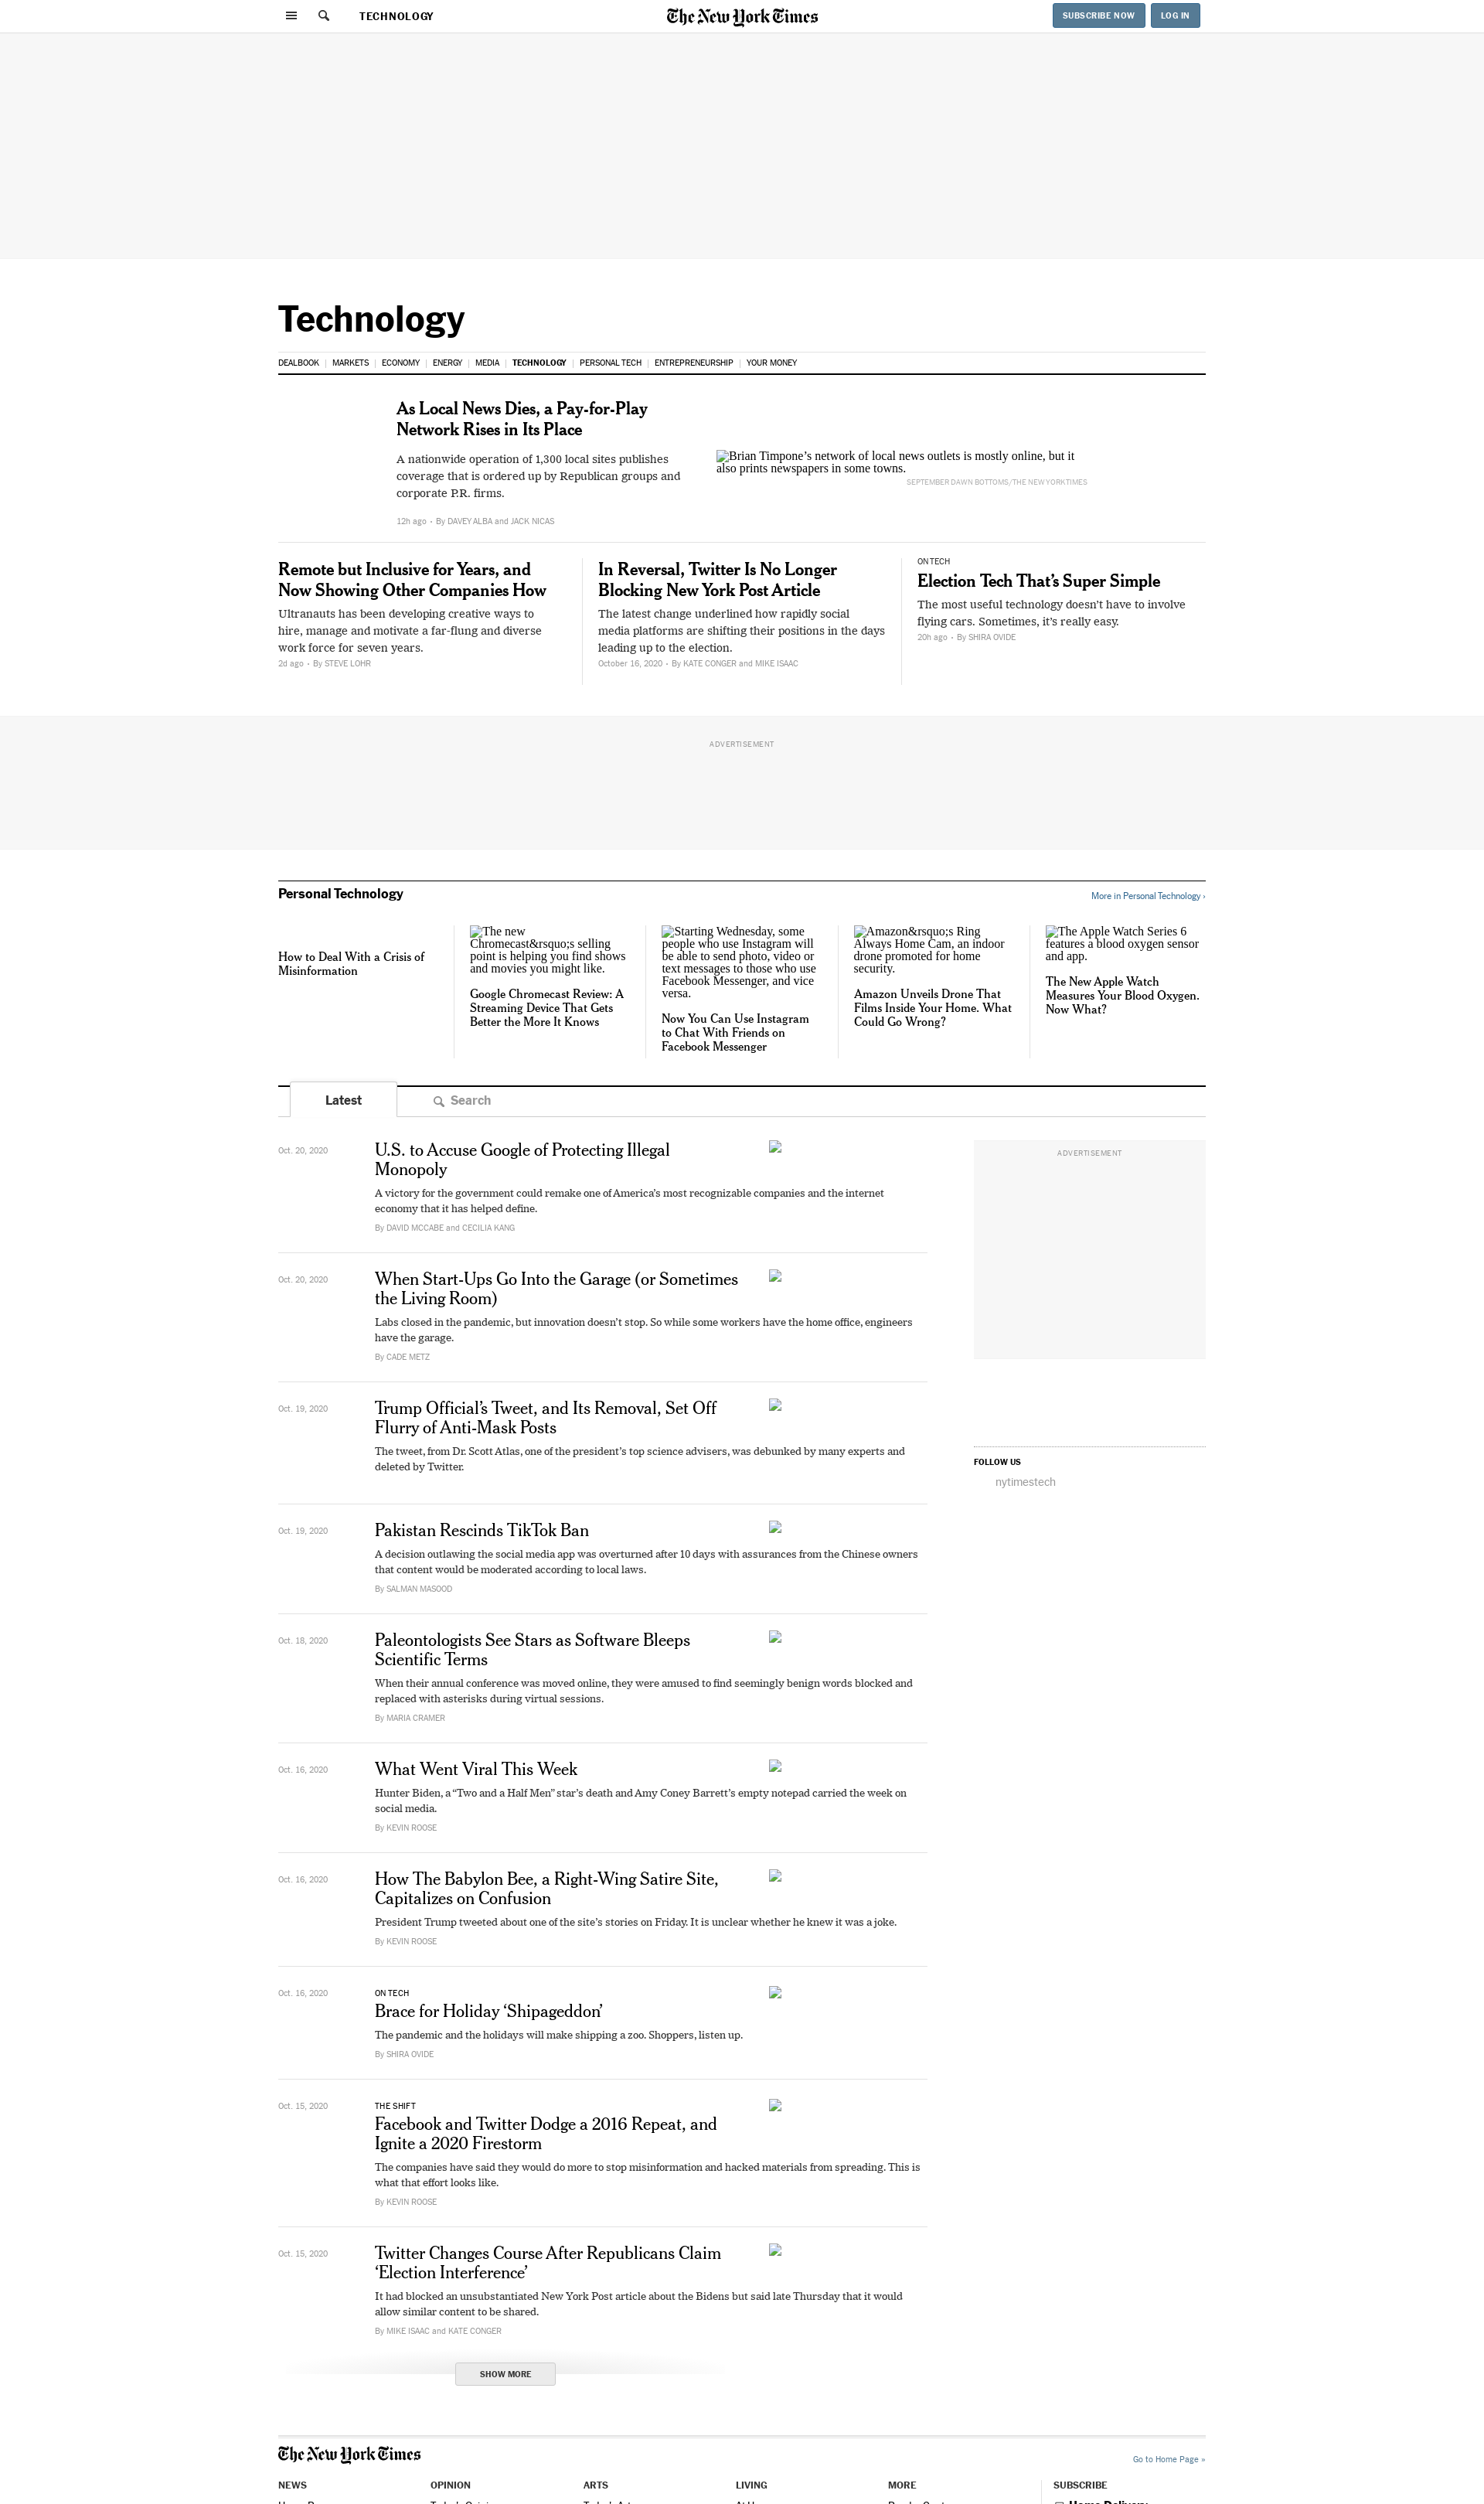 TECHNOLOGY
The New York Times
SUBSCRIBE NOW
LOG IN
Technology
DEALBOOK | MARKETS | ECONOMY | ENERGY | MEDIA | TECHNOLOGY | PERSONAL TECH | ENTREPRENEURSHIP | YOUR MONEY
As Local News Dies, a Pay-for-Play
Network Rises in Its Place
A nationwide operation of 1,300 local sites publishes
coverage that is ordered up by Republican groups and
corporate P.R. firms.
12h ago • By DAVEY ALBA and JACK NICAS
Brian Timpone’s network of local news outlets is mostly online, but it
also prints newspapers in some towns.
SEPTEMBER DAWN BOTTOMS/THE NEW YORK TIMES
Remote but Inclusive for Years, and
Now Showing Other Companies How
Ultranauts has been developing creative ways to
hire, manage and motivate a far-flung and diverse
work force for seven years.
2d ago • By STEVE LOHR
In Reversal, Twitter Is No Longer
Blocking New York Post Article
The latest change underlined how rapidly social
media platforms are shifting their positions in the days
leading up to the election.
October 16, 2020 • By KATE CONGER and MIKE ISAAC
ON TECH
Election Tech That’s Super Simple
The most useful technology doesn’t have to involve
flying cars. Sometimes, it’s really easy.
20h ago • By SHIRA OVIDE
ADVERTISEMENT
Personal Technology
More in Personal Technology ›
How to Deal With a Crisis of
Misinformation
The new
Chromecast&rsquo;s selling
point is helping you find shows
and movies you might like.
Google Chromecast Review: A
Streaming Device That Gets
Better the More It Knows
Starting Wednesday, some
people who use Instagram will
be able to send photo, video or
text messages to those who use
Facebook Messenger, and vice
versa.
Now You Can Use Instagram
to Chat With Friends on
Facebook Messenger
Amazon&rsquo;s Ring
Always Home Cam, an indoor
drone promoted for home
security.
Amazon Unveils Drone That
Films Inside Your Home. What
Could Go Wrong?
The Apple Watch Series 6
features a blood oxygen sensor
and app.
The New Apple Watch
Measures Your Blood Oxygen.
Now What?
Latest
Search
Oct. 20, 2020
U.S. to Accuse Google of Protecting Illegal
Monopoly
A victory for the government could remake one of America’s most recognizable companies and the internet
economy that it has helped define.
By DAVID MCCABE and CECILIA KANG
ADVERTISEMENT
Oct. 20, 2020
When Start-Ups Go Into the Garage (or Sometimes
the Living Room)
Labs closed in the pandemic, but innovation doesn’t stop. So while some workers have the home office, engineers
have the garage.
By CADE METZ
Oct. 19, 2020
Trump Official’s Tweet, and Its Removal, Set Off
Flurry of Anti-Mask Posts
The tweet, from Dr. Scott Atlas, one of the president’s top science advisers, was debunked by many experts and
deleted by Twitter.
FOLLOW US
nytimestech
Oct. 19, 2020
Pakistan Rescinds TikTok Ban
A decision outlawing the social media app was overturned after 10 days with assurances from the Chinese owners
that content would be moderated according to local laws.
By SALMAN MASOOD
Oct. 18, 2020
Paleontologists See Stars as Software Bleeps
Scientific Terms
When their annual conference was moved online, they were amused to find seemingly benign words blocked and
replaced with asterisks during virtual sessions.
By MARIA CRAMER
Oct. 16, 2020
What Went Viral This Week
Hunter Biden, a “Two and a Half Men” star’s death and Amy Coney Barrett’s empty notepad carried the week on
social media.
By KEVIN ROOSE
Oct. 16, 2020
How The Babylon Bee, a Right-Wing Satire Site,
Capitalizes on Confusion
President Trump tweeted about one of the site’s stories on Friday. It is unclear whether he knew it was a joke.
By KEVIN ROOSE
Oct. 16, 2020
ON TECH
Brace for Holiday ‘Shipageddon’
The pandemic and the holidays will make shipping a zoo. Shoppers, listen up.
By SHIRA OVIDE
Oct. 15, 2020
THE SHIFT
Facebook and Twitter Dodge a 2016 Repeat, and
Ignite a 2020 Firestorm
The companies have said they would do more to stop misinformation and hacked materials from spreading. This is
what that effort looks like.
By KEVIN ROOSE
Oct. 15, 2020
Twitter Changes Course After Republicans Claim
‘Election Interference’
It had blocked an unsubstantiated New York Post article about the Bidens but said late Thursday that it would
allow similar content to be shared.
By MIKE ISAAC and KATE CONGER
SHOW MORE
The New York Times
Go to Home Page »
NEWS
OPINION
ARTS
LIVING
MORE
SUBSCRIBE